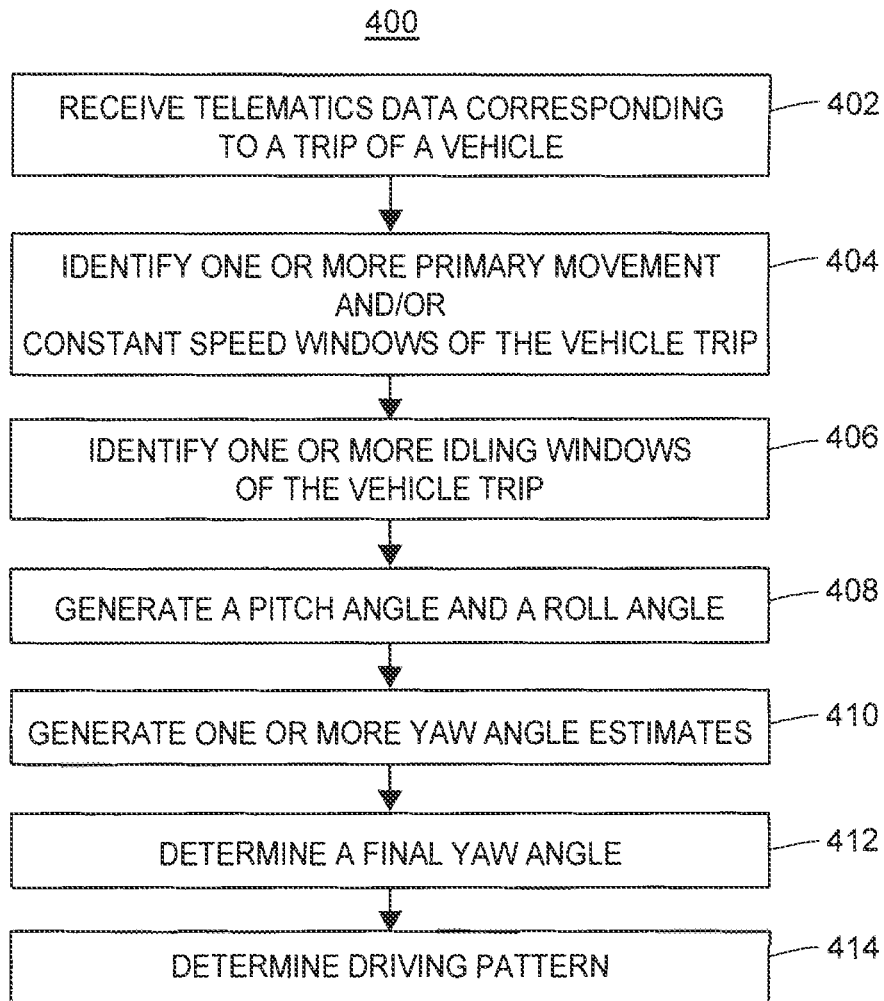 400
RECEIVE TELEMATICS DATA CORRESPONDING
TO A TRIP OF A VEHICLE
402
IDENTIFY ONE OR MORE PRIMARY MOVEMENT
AND/OR
CONSTANT SPEED WINDOWS OF THE VEHICLE TRIP
404
IDENTIFY ONE OR MORE IDLING WINDOWS
OF THE VEHICLE TRIP
406
GENERATE A PITCH ANGLE AND A ROLL ANGLE
408
GENERATE ONE OR MORE YAW ANGLE ESTIMATES
410
DETERMINE A FINAL YAW ANGLE
412
DETERMINE DRIVING PATTERN
414